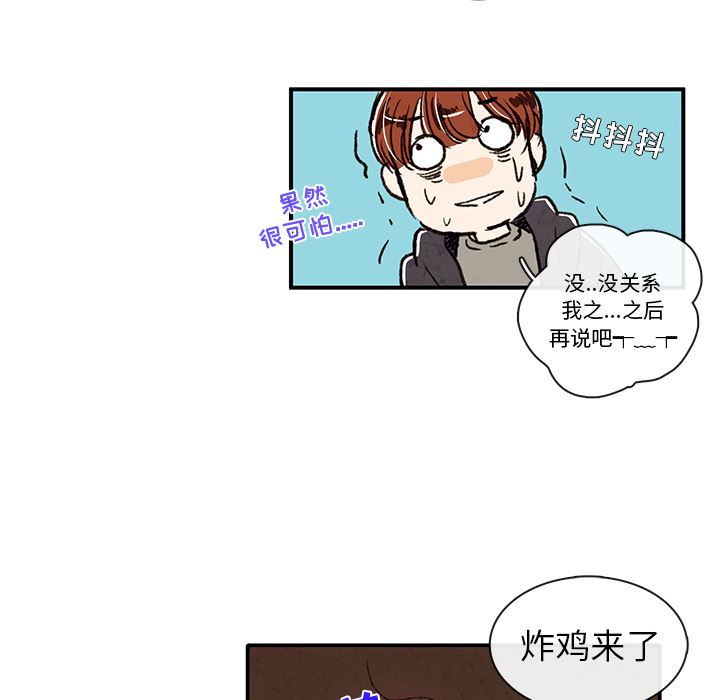 抖抖抖
果然
很可怕.....
没..没关系
我之...之后
再说吧┭﹏┭
炸鸡来了